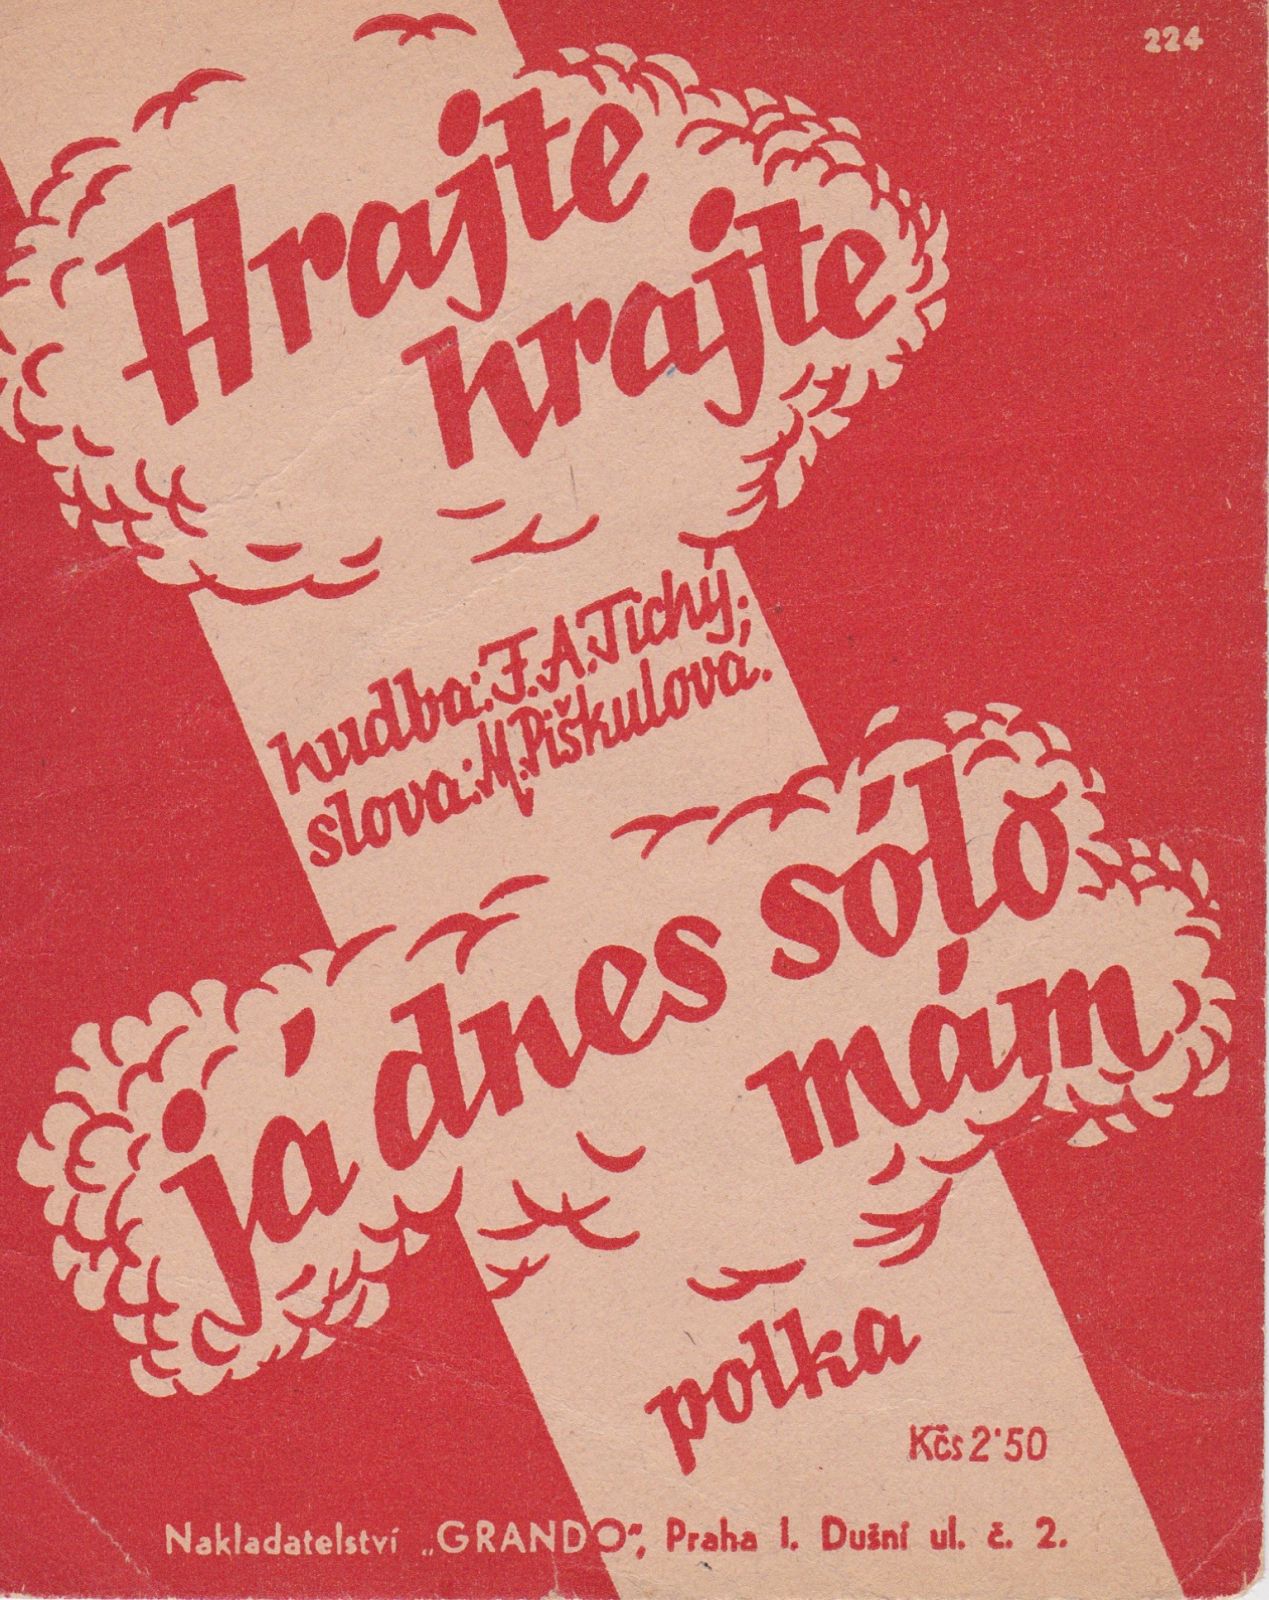 224
Hrajte
hrajte
hudba: F. A. Tichý;
slova: M. Piškulova.
já dnes sólo
mám
polka
Kčs 2˙50
Nakladatelství „GRANDO“, Praha I. Dušní ul. č. 2.